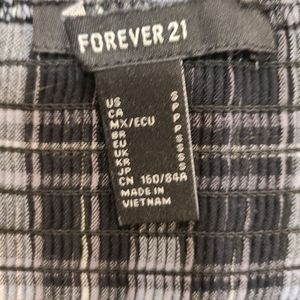 FOREVER 21
US S
CA P
MX/ECU P
BR P
EU S
UK S
KR S
JP S
CN 160/84A
MADE IN
VIETNAM